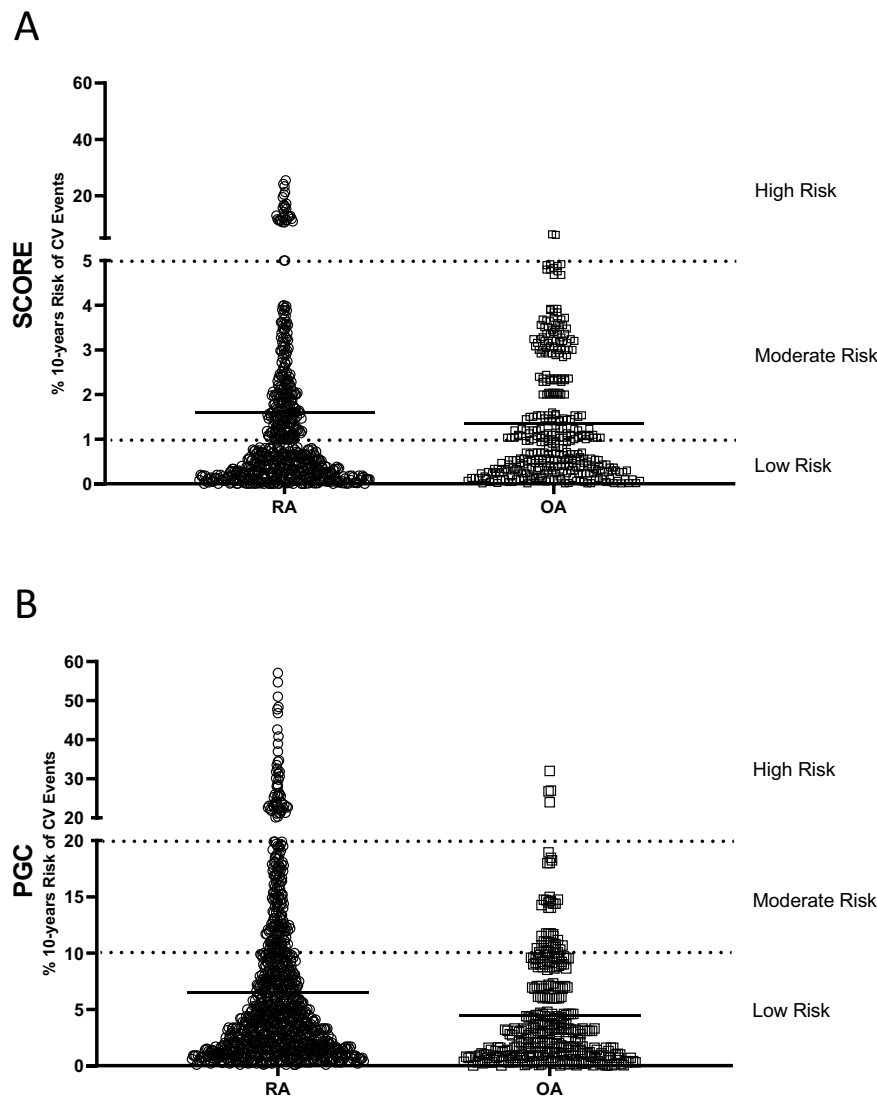 A
SCORE
% 10-years Risk of CV Events
60
40
20
5
4
3
2
1
0
RA
OA
High Risk
Moderate Risk
Low Risk
B
PGC
% 10-years Risk of CV Events
60
50
40
30
20
20
15
10
5
0
RA
OA
High Risk
Moderate Risk
Low Risk